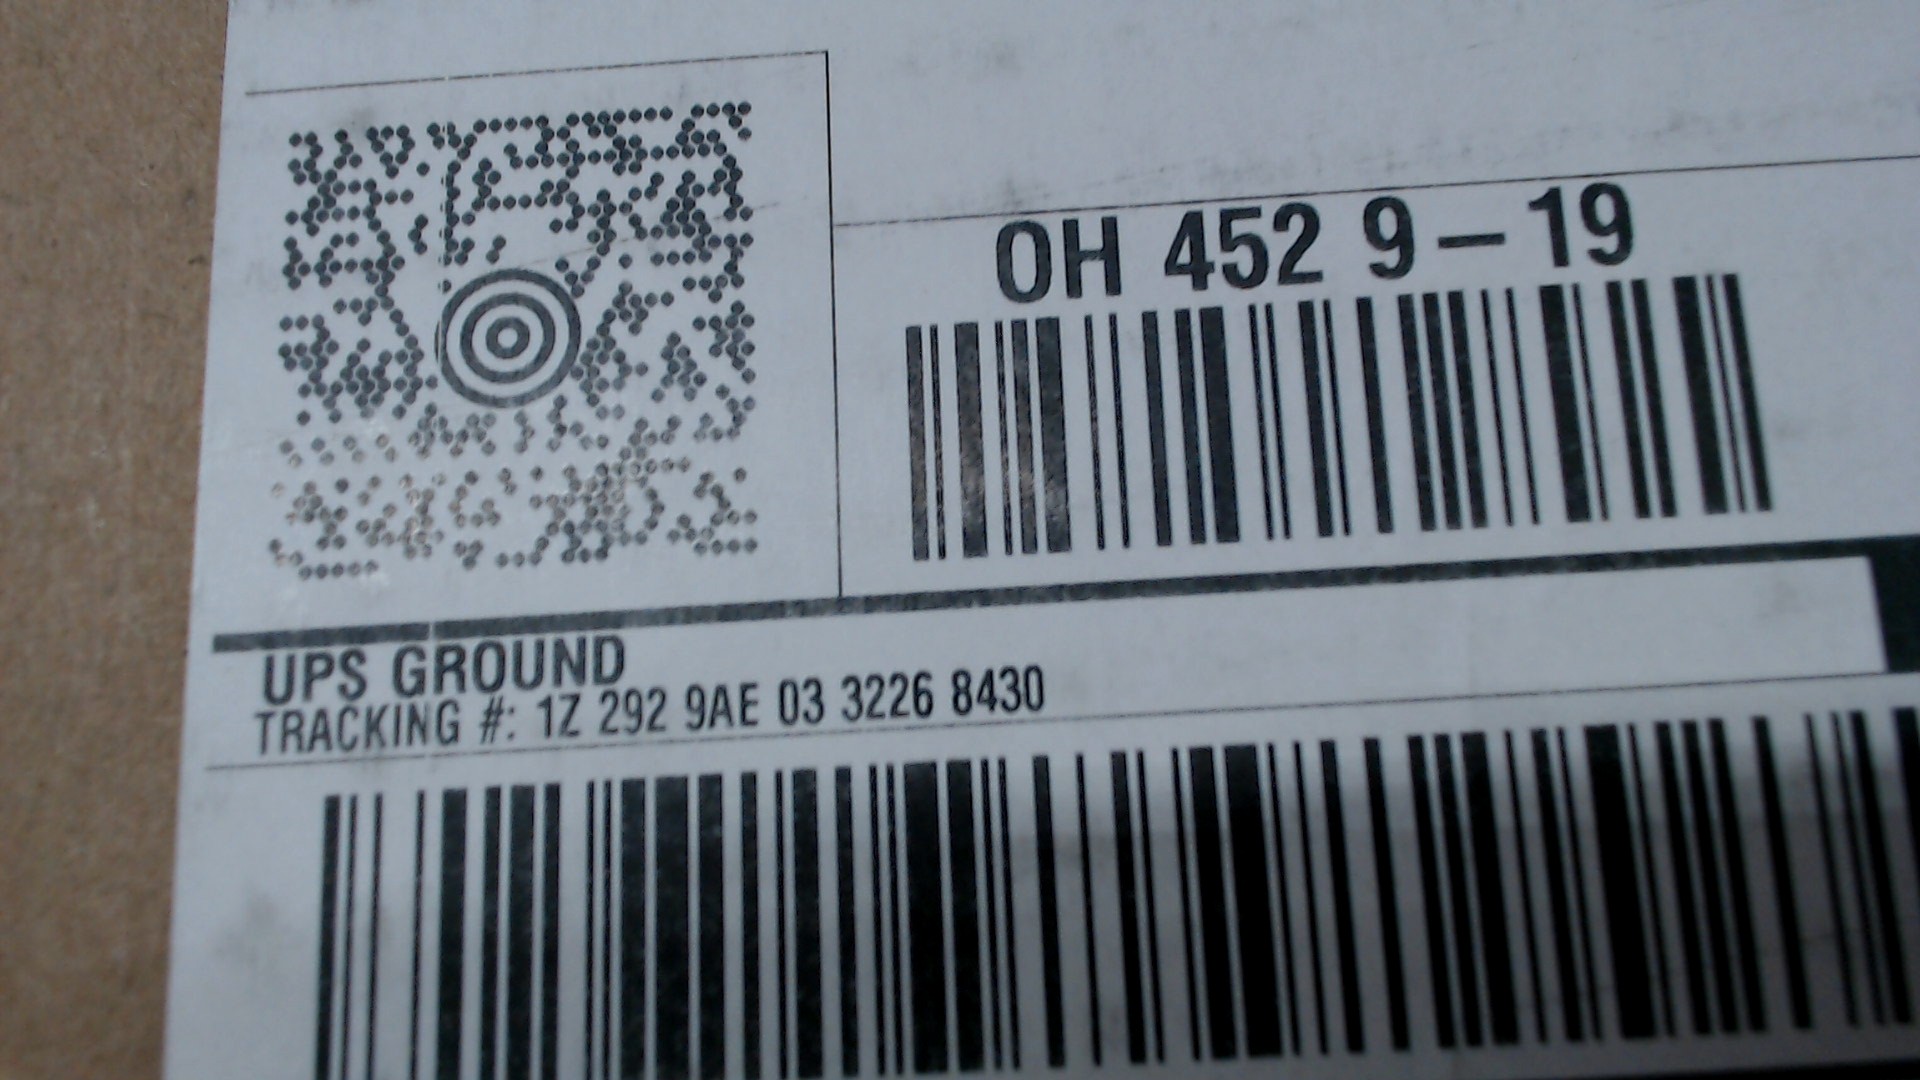 OH 452 9-19
UPS GROUND
TRACKING #: 1Z 292 9AE 03 3226 8430